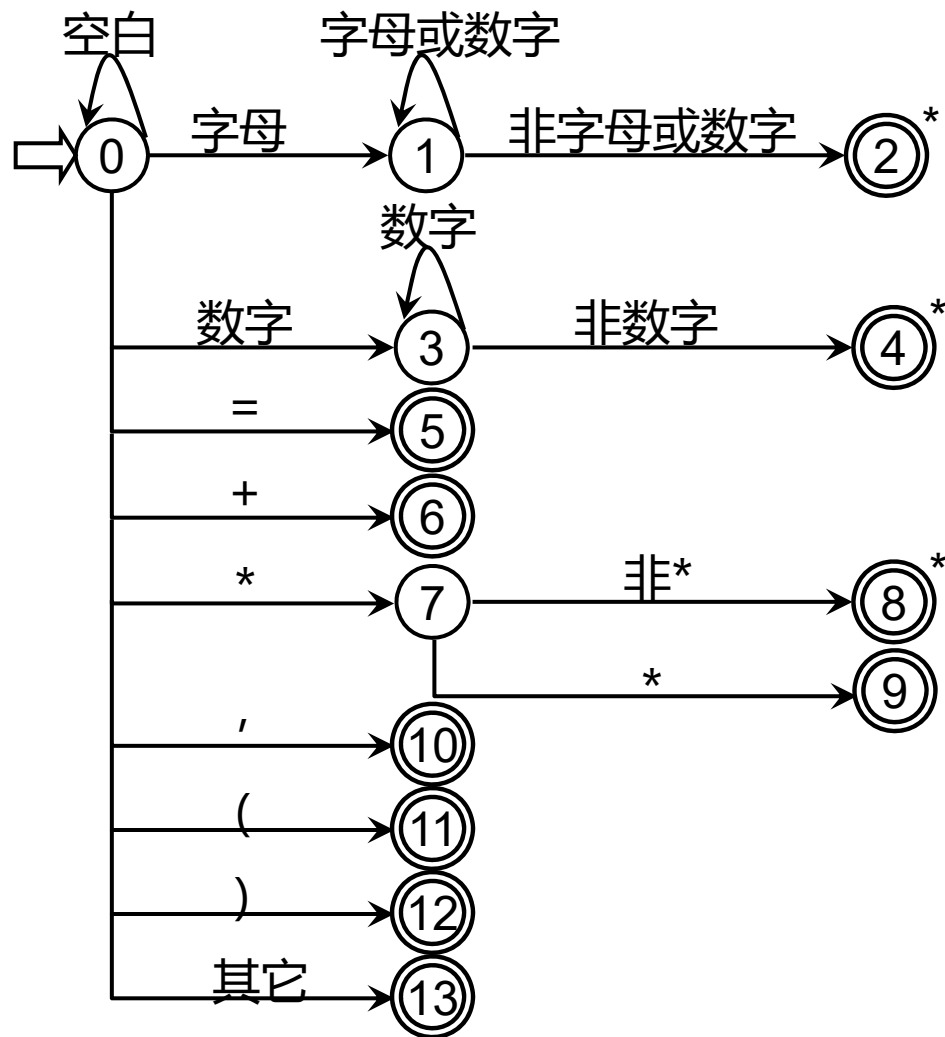 空白 字母或数字
0 字母 1 非字母或数字 2 *
数字
数字 3 非数字 4 *
= 5
+ 6
* 7 非* 8 *
* 9
, 10
( 11
) 12
其它 13